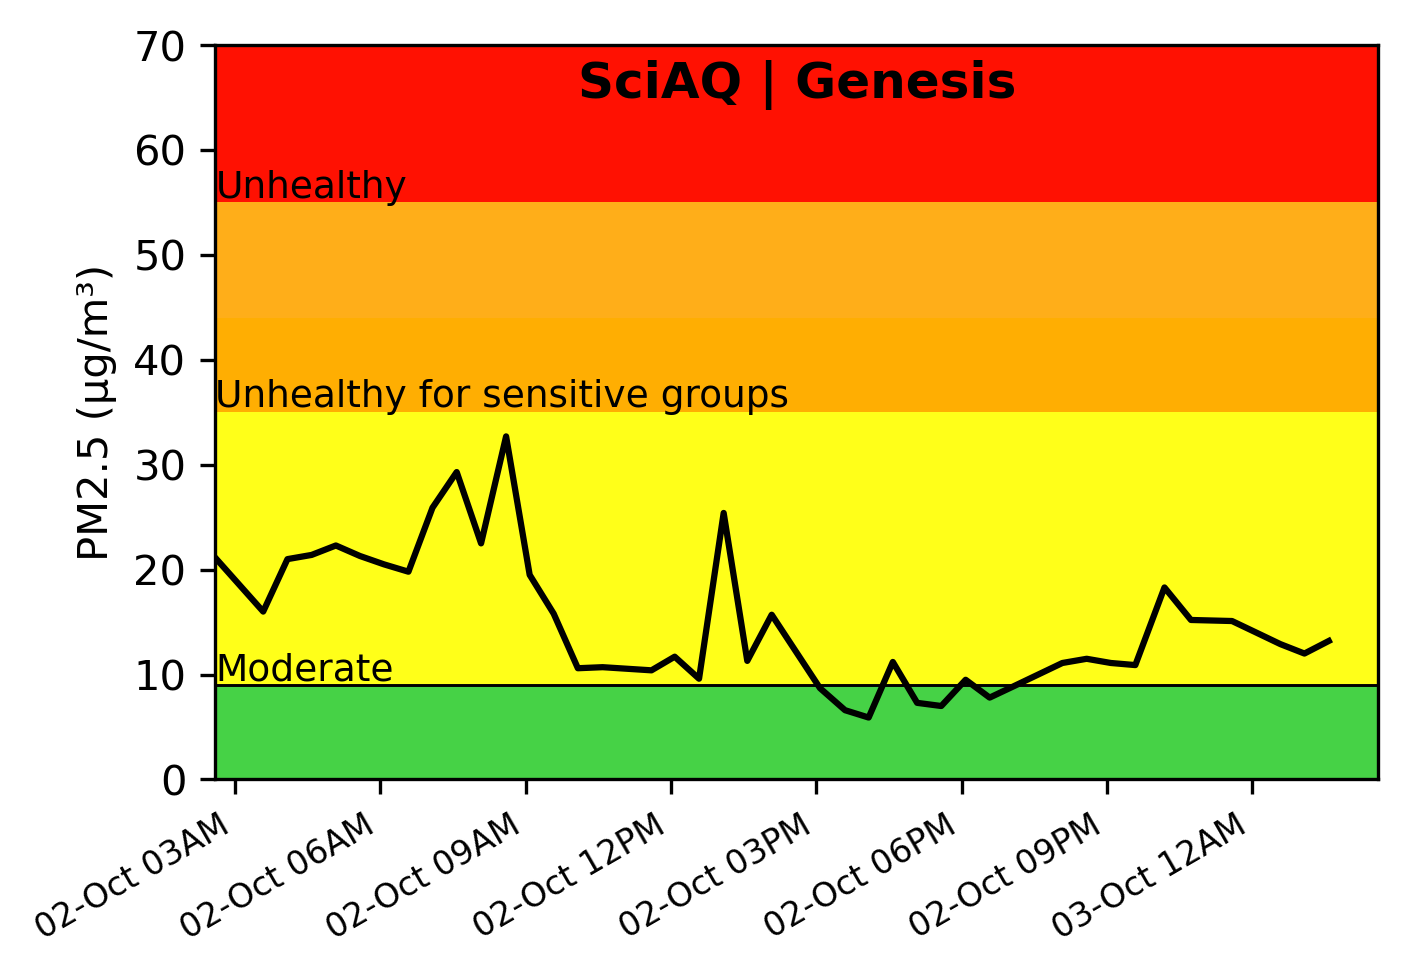 SciAQ | Genesis
PM2.5 (µg/m³)
70
60
50
40
30
20
10
0
Unhealthy
Unhealthy for sensitive groups
Moderate
02-Oct 03AM
02-Oct 06AM
02-Oct 09AM
02-Oct 12PM
02-Oct 03PM
02-Oct 06PM
02-Oct 09PM
03-Oct 12AM